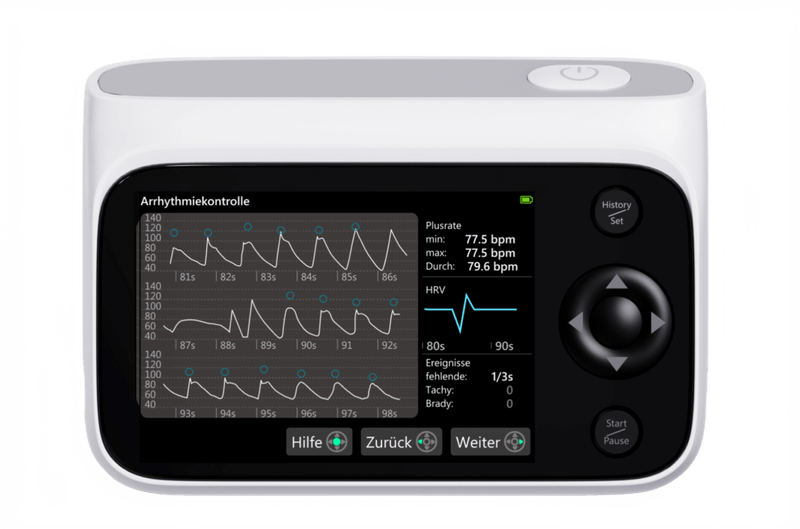 Arrhythmiekontrolle
140
120
100
80
60
40
81s 82s 83s 84s 85s 86s
140
120
100
80
60
40
87s 88s 89s 90s 91 92s
140
120
100
80
60
40
93s 94s 95s 96s 97s 98s
Plusrate
min: 77.5 bpm
max: 77.5 bpm
Durch: 79.6 bpm
HRV
80s 90s
Ereignisse
fehlende: 1/3s
Tachy: 0
Brady: 0
Hilfe Zurück Weiter
History
Set
Start
Pause